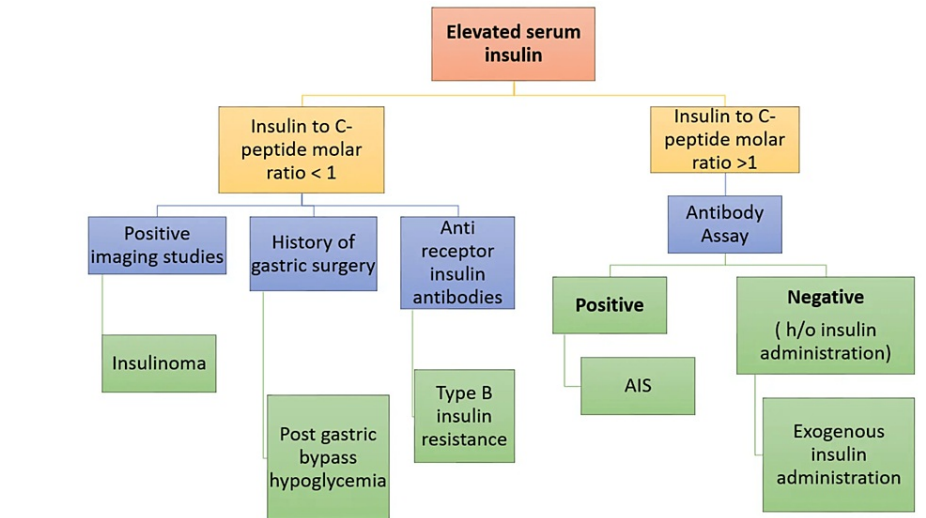 Elevated serum
insulin
Insulin to C-
peptide molar
ratio < 1
Insulin to C-
peptide molar
ratio >1
Positive
imaging studies
History of
gastric surgery
Anti
receptor
insulin
antibodies
Antibody
Assay
Insulinoma
Post gastric
bypass
hypoglycemia
Type B
insulin
resistance
Positive
AIS
Negative
( h/o insulin
administration)
Exogenous
insulin
administration